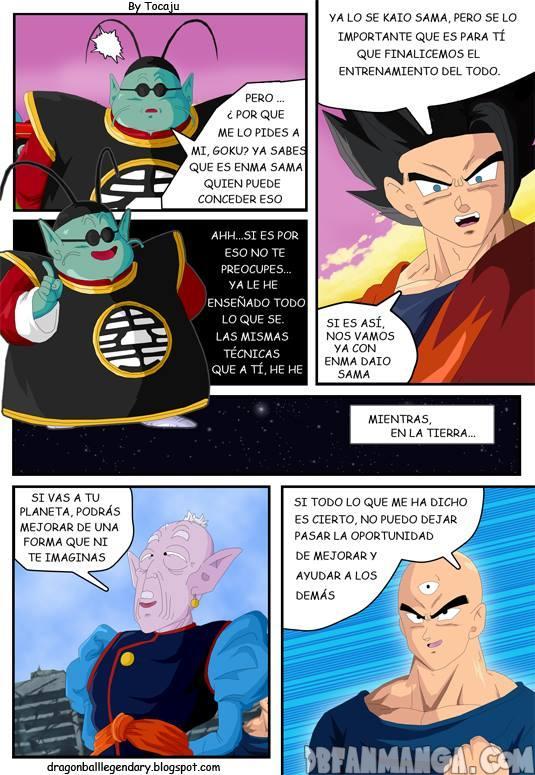 By Tocaju
PERO ...
¿ POR QUE
ME LO PIDES A
MI, GOKU? YA SABES
QUE ES ENMA SAMA
QUIEN PUEDE
CONCEDER ESO
YA LO SE KAIO SAMA, PERO SE LO
IMPORTANTE QUE ES PARA TÍ
QUE FINALICEMOS EL
ENTRENAMIENTO DEL TODO.
AHH...SI ES POR
ESO NO TE
PREOCUPES...
YA LE HE
ENSEÑADO TODO
LO QUE SE.
LAS MISMAS
TÉCNICAS
QUE A TÍ, HE HE
SI ES ASÍ,
NOS VAMOS
YA CON
ENMA DAIO
SAMA
MIENTRAS,
EN LA TIERRA...
SI VAS A TU
PLANETA, PODRÁS
MEJORAR DE UNA
FORMA QUE NI
TE IMAGINAS
SI TODO LO QUE ME HA DICHO
ES CIERTO, NO PUEDO DEJAR
PASAR LA OPORTUNIDAD
DE MEJORAR Y
AYUDAR A LOS
DEMÁS
DBFANMANGA.COM
dragonballlegendary.blogspot.com